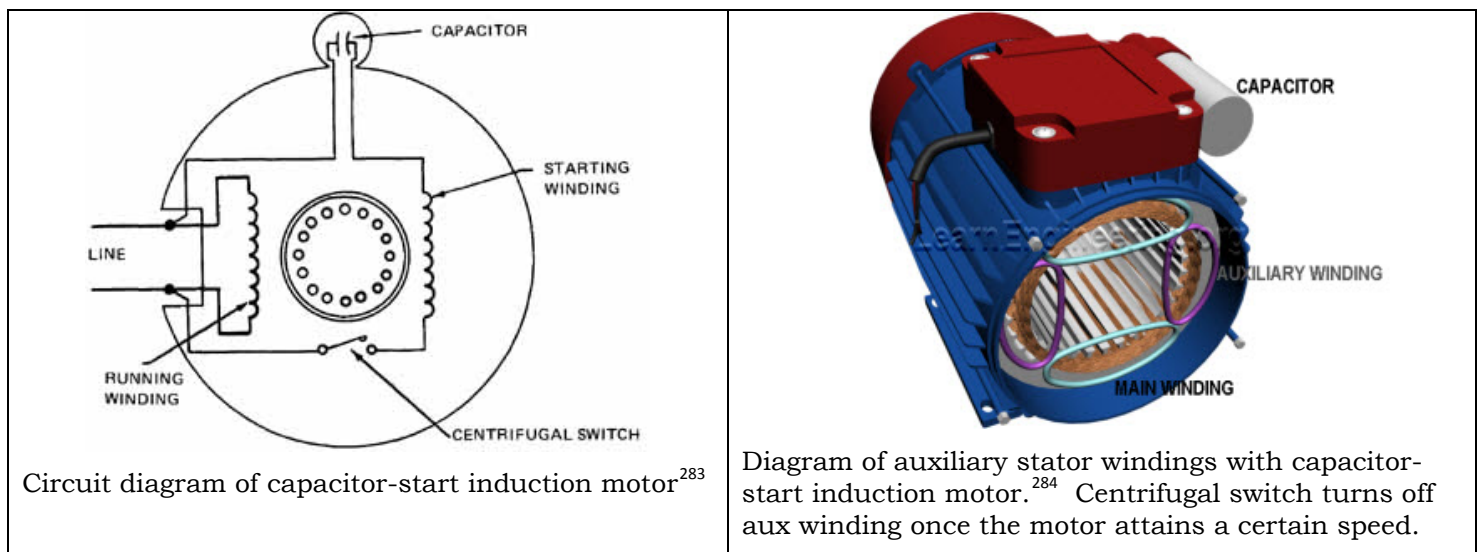 CAPACITOR
STARTING
WINDING
LINE
RUNNING
WINDING
CENTRIFUGAL SWITCH
Circuit diagram of capacitor-start induction motor283
CAPACITOR
AUXILIARY WINDING
MAIN WINDING
Diagram of auxiliary stator windings with capacitor-
start induction motor.284 Centrifugal switch turns off
aux winding once the motor attains a certain speed.